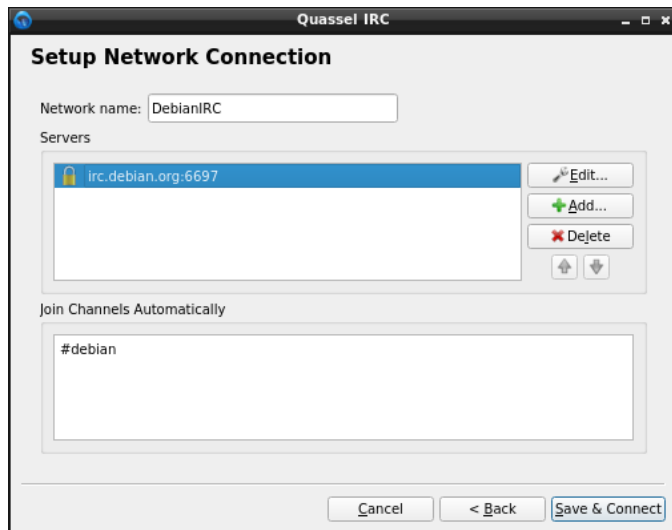 Quassel IRC
Setup Network Connection
Network name: DebianIRC
Servers
irc.debian.org:6697
Edit...
Add...
Delete
Join Channels Automatically
#debian
Cancel
< Back
Save & Connect